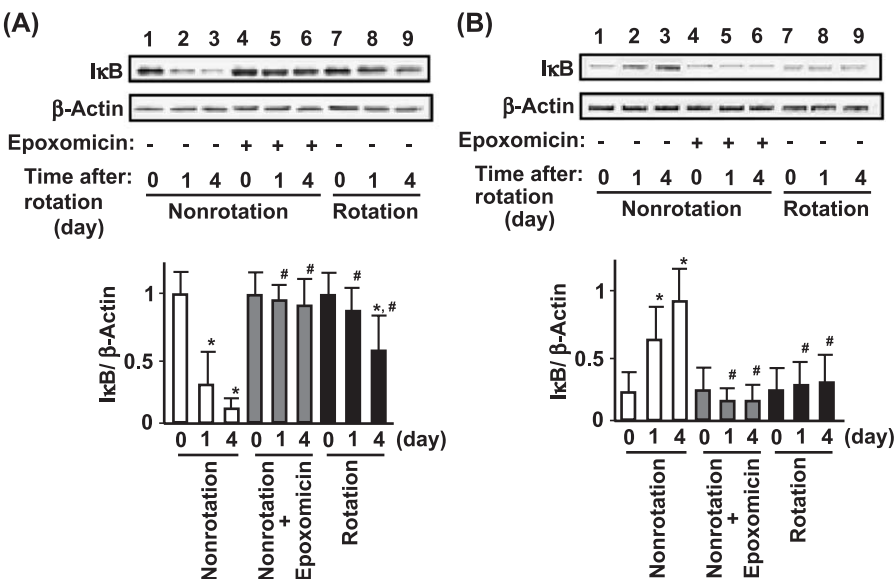 (A)
1 2 3 4 5 6 7 8 9
IκB
β-Actin
Epoxomicin: - - - + + + - - -
Time after: 0 1 4 0 1 4 0 1 4
rotation
(day)
Nonrotation Rotation
IκB/ β-Actin
1
0.5
0
* * # # # *, #
0 1 4 0 1 4 0 1 4 (day)
Nonrotation
Nonrotation
+
Epoxomicin
Rotation
(B)
1 2 3 4 5 6 7 8 9
IκB
β-Actin
Epoxomicin: - - - + + + - - -
Time after: 0 1 4 0 1 4 0 1 4
rotation
(day)
Nonrotation Rotation
IκB/ β-Actin
1
0.5
0
* * # # # #
0 1 4 0 1 4 0 1 4 (day)
Nonrotation
Nonrotation
+
Epoxomicin
Rotation